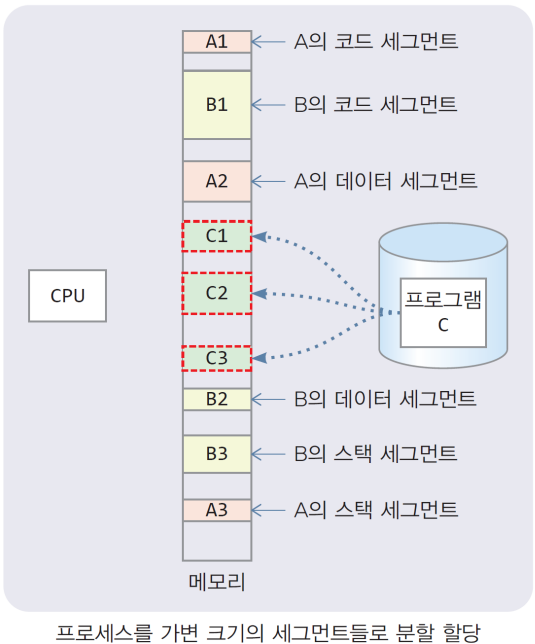 A1
A의 코드 세그먼트
B1
B의 코드 세그먼트
A2
A의 데이터 세그먼트
C1
C2
CPU
프로그램
C
C3
B2
B의 데이터 세그먼트
B3
B의 스택 세그먼트
A3
A의 스택 세그먼트
메모리
프로세스를 가변 크기의 세그먼트들로 분할 할당